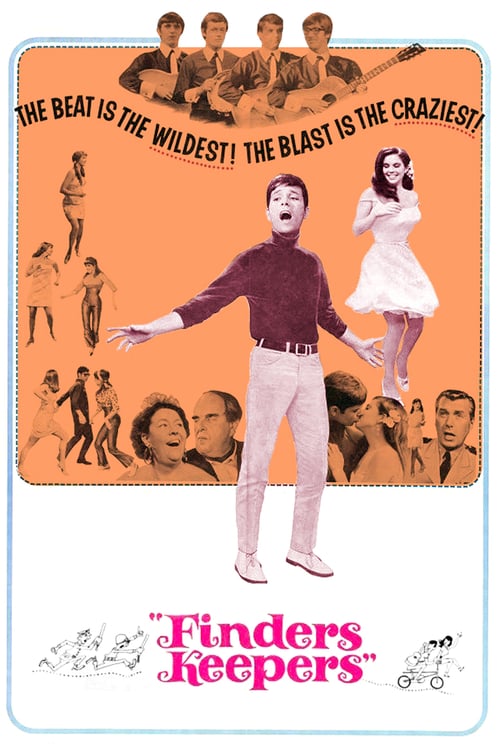 THE BEAT IS THE WILDEST! THE BLAST IS THE CRAZIEST!
"Finders
Keepers"